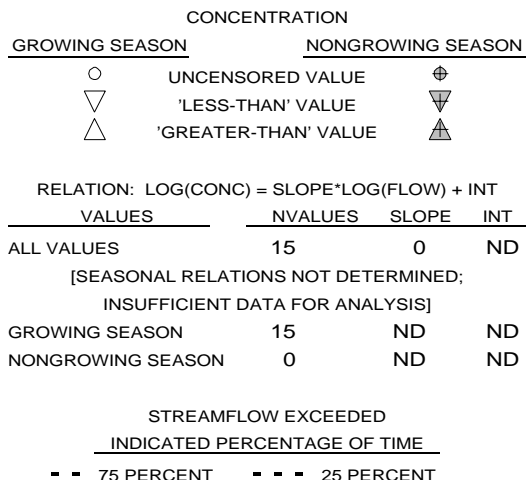 CONCENTRATION
GROWING SEASON NONGROWING SEASON
UNCENSORED VALUE
'LESS-THAN' VALUE
'GREATER-THAN' VALUE
RELATION: LOG(CONC) = SLOPE*LOG(FLOW) + INT
VALUES NVALUES SLOPE INT
ALL VALUES 15 0 ND
[SEASONAL RELATIONS NOT DETERMINED;
INSUFFICIENT DATA FOR ANALYSIS]
GROWING SEASON 15 ND ND
NONGROWING SEASON 0 ND ND
STREAMFLOW EXCEEDED
INDICATED PERCENTAGE OF TIME
75 PERCENT 25 PERCENT